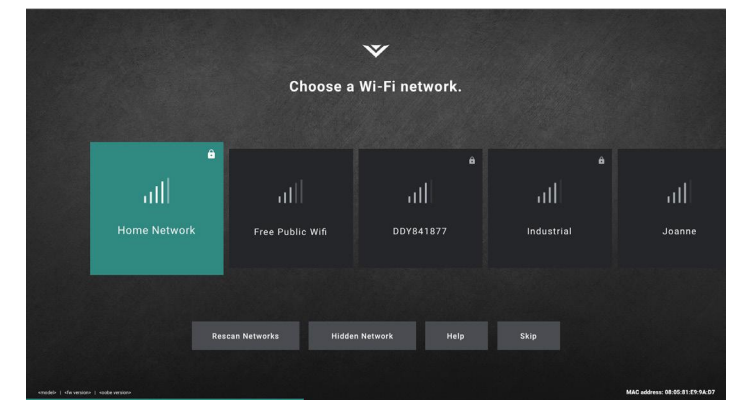 Choose a Wi-Fi network.
Home Network
Free Public Wifi
DDY841877
Industrial
Joanne
Rescan Networks
Hidden Network
Help
Skip
<model> | <fw version> | <oobe version>
MAC address: 08:05:81:E9:9A:D7